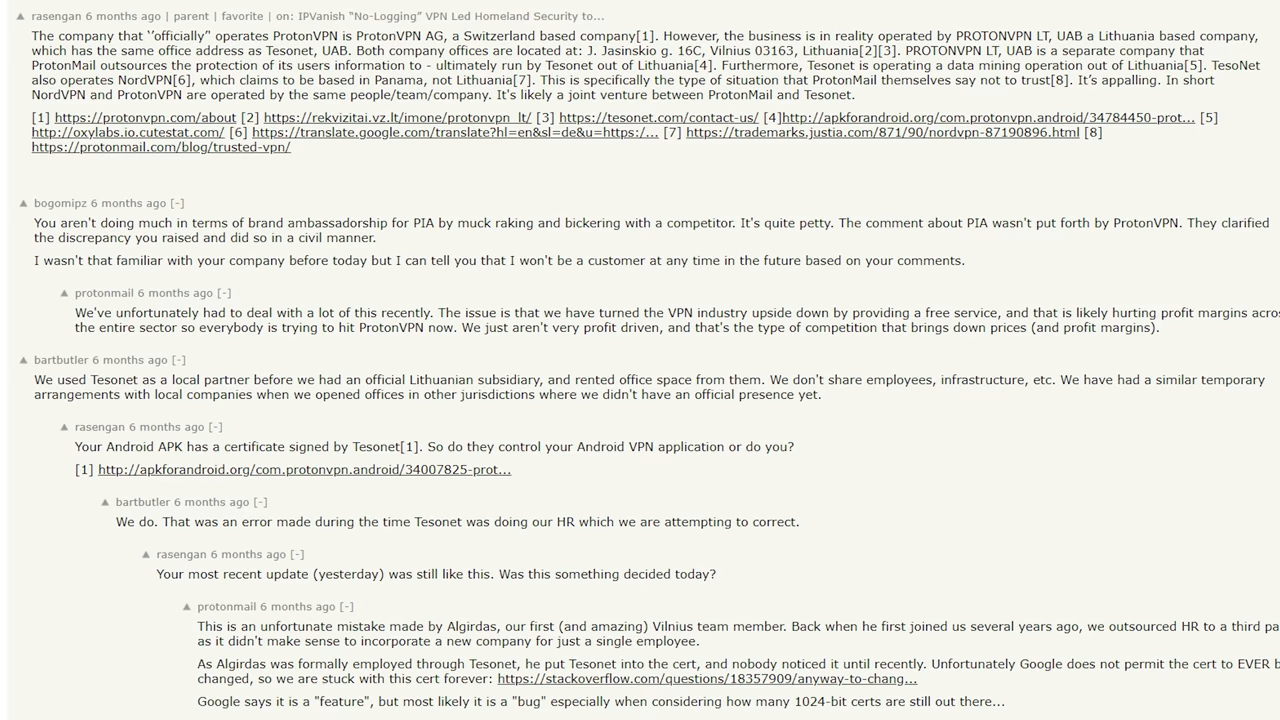 ▲ rasengan 6 months ago | parent | favorite | on: IPVanish “No-Logging” VPN Led Homeland Security to...
The company that '’officially” operates ProtonVPN is ProtonVPN AG, a Switzerland based company[1]. However, the business is in reality operated by PROTONVPN LT, UAB a Lithuania based company,
which has the same office address as Tesonet, UAB. Both company offices are located at: J. Jasinskio g. 16C, Vilnius 03163, Lithuania[2][3]. PROTONVPN LT, UAB is a separate company that
ProtonMail outsources the protection of its users information to - ultimately run by Tesonet out of Lithuania[4]. Furthermore, Tesonet is operating a data mining operation out of Lithuania[5]. TesoNet
also operates NordVPN[6], which claims to be based in Panama, not Lithuania[7]. This is specifically the type of situation that ProtonMail themselves say not to trust[8]. It’s appalling. In short
NordVPN and ProtonVPN are operated by the same people/team/company. It's likely a joint venture between ProtonMail and Tesonet.
[1] https://protonvpn.com/about [2] https://rekvizitai.vz.lt/imone/protonvpn_lt/ [3] https://tesonet.com/contact-us/ [4]http://apkforandroid.org/com.protonvpn.android/34784450-prot... [5]
http://oxylabs.io.cutestat.com/ [6] https://translate.google.com/translate?hl=en&sl=de&u=https:/... [7] https://trademarks.justia.com/871/90/nordvpn-87190896.html [8]
https://protonmail.com/blog/trusted-vpn/
▲ bogomipz 6 months ago [-]
You aren't doing much in terms of brand ambassadorship for PIA by muck raking and bickering with a competitor. It's quite petty. The comment about PIA wasn't put forth by ProtonVPN. They clarified
the discrepancy you raised and did so in a civil manner.
I wasn't that familiar with your company before today but I can tell you that I won't be a customer at any time in the future based on your comments.
▲ protonmail 6 months ago [-]
We've unfortunately had to deal with a lot of this recently. The issue is that we have turned the VPN industry upside down by providing a free service, and that is likely hurting profit margins acros
the entire sector so everybody is trying to hit ProtonVPN now. We just aren't very profit driven, and that's the type of competition that brings down prices (and profit margins).
▲ bartbutler 6 months ago [-]
We used Tesonet as a local partner before we had an official Lithuanian subsidiary, and rented office space from them. We don't share employees, infrastructure, etc. We have had a similar temporary
arrangements with local companies when we opened offices in other jurisdictions where we didn't have an official presence yet.
▲ rasengan 6 months ago [-]
Your Android APK has a certificate signed by Tesonet[1]. So do they control your Android VPN application or do you?
[1] http://apkforandroid.org/com.protonvpn.android/34007825-prot...
▲ bartbutler 6 months ago [-]
We do. That was an error made during the time Tesonet was doing our HR which we are attempting to correct.
▲ rasengan 6 months ago [-]
Your most recent update (yesterday) was still like this. Was this something decided today?
▲ protonmail 6 months ago [-]
This is an unfortunate mistake made by Algirdas, our first (and amazing) Vilnius team member. Back when he first joined us several years ago, we outsourced HR to a third pa
as it didn't make sense to incorporate a new company for just a single employee.
As Algirdas was formally employed through Tesonet, he put Tesonet into the cert, and nobody noticed it until recently. Unfortunately Google does not permit the cert to EVER b
changed, so we are stuck with this cert forever: https://stackoverflow.com/questions/18357909/anyway-to-chang...
Google says it is a "feature", but most likely it is a "bug" especially when considering how many 1024-bit certs are still out there...